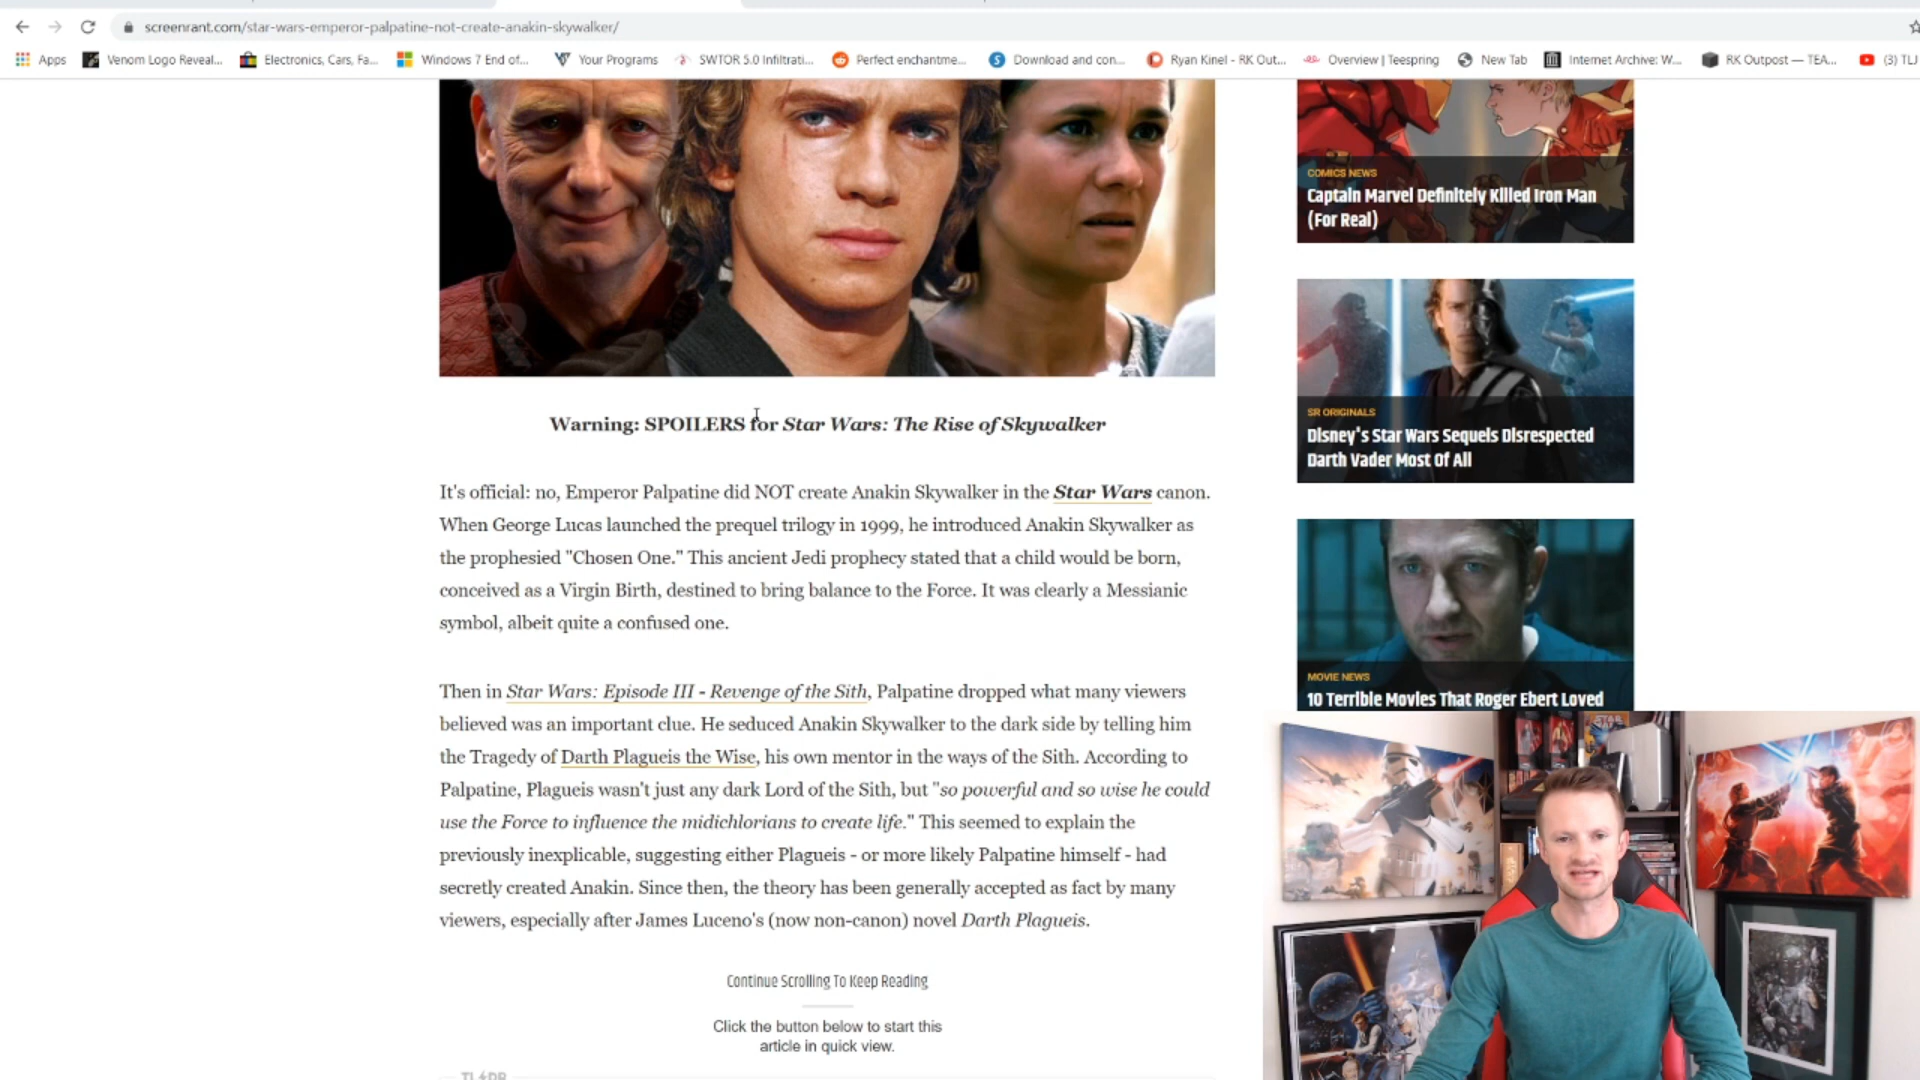 screenrant.com/star-wars-emperor-palpatine-not-create-anakin-skywalker/
Apps
Venom Logo Reveal...
Electronics, Cars, Fa...
Windows 7 End of...
Your Programs
SWTOR 5.0 Infiltrati...
Perfect enchantme...
Download and con...
Ryan Kinel - RK Out...
Overview | Teespring
New Tab
Internet Archive: W...
RK Outpost — TEA...
(3) TLJ
Warning: SPOILERS for Star Wars: The Rise of Skywalker
It's official: no, Emperor Palpatine did NOT create Anakin Skywalker in the Star Wars canon.
When George Lucas launched the prequel trilogy in 1999, he introduced Anakin Skywalker as
the prophesied "Chosen One." This ancient Jedi prophecy stated that a child would be born,
conceived as a Virgin Birth, destined to bring balance to the Force. It was clearly a Messianic
symbol, albeit quite a confused one.
Then in Star Wars: Episode III - Revenge of the Sith, Palpatine dropped what many viewers
believed was an important clue. He seduced Anakin Skywalker to the dark side by telling him
the Tragedy of Darth Plagueis the Wise, his own mentor in the ways of the Sith. According to
Palpatine, Plagueis wasn't just any dark Lord of the Sith, but "so powerful and so wise he could
use the Force to influence the midichlorians to create life." This seemed to explain the
previously inexplicable, suggesting either Plagueis - or more likely Palpatine himself - had
secretly created Anakin. Since then, the theory has been generally accepted as fact by many
viewers, especially after James Luceno's (now non-canon) novel Darth Plagueis.
Continue Scrolling To Keep Reading
Click the button below to start this
article in quick view.
COMICS NEWS
Captain Marvel Definitely Killed Iron Man
(For Real)
SR ORIGINALS
Disney's Star Wars Sequels Disrespected
Darth Vader Most Of All
MOVIE NEWS
10 Terrible Movies That Roger Ebert Loved